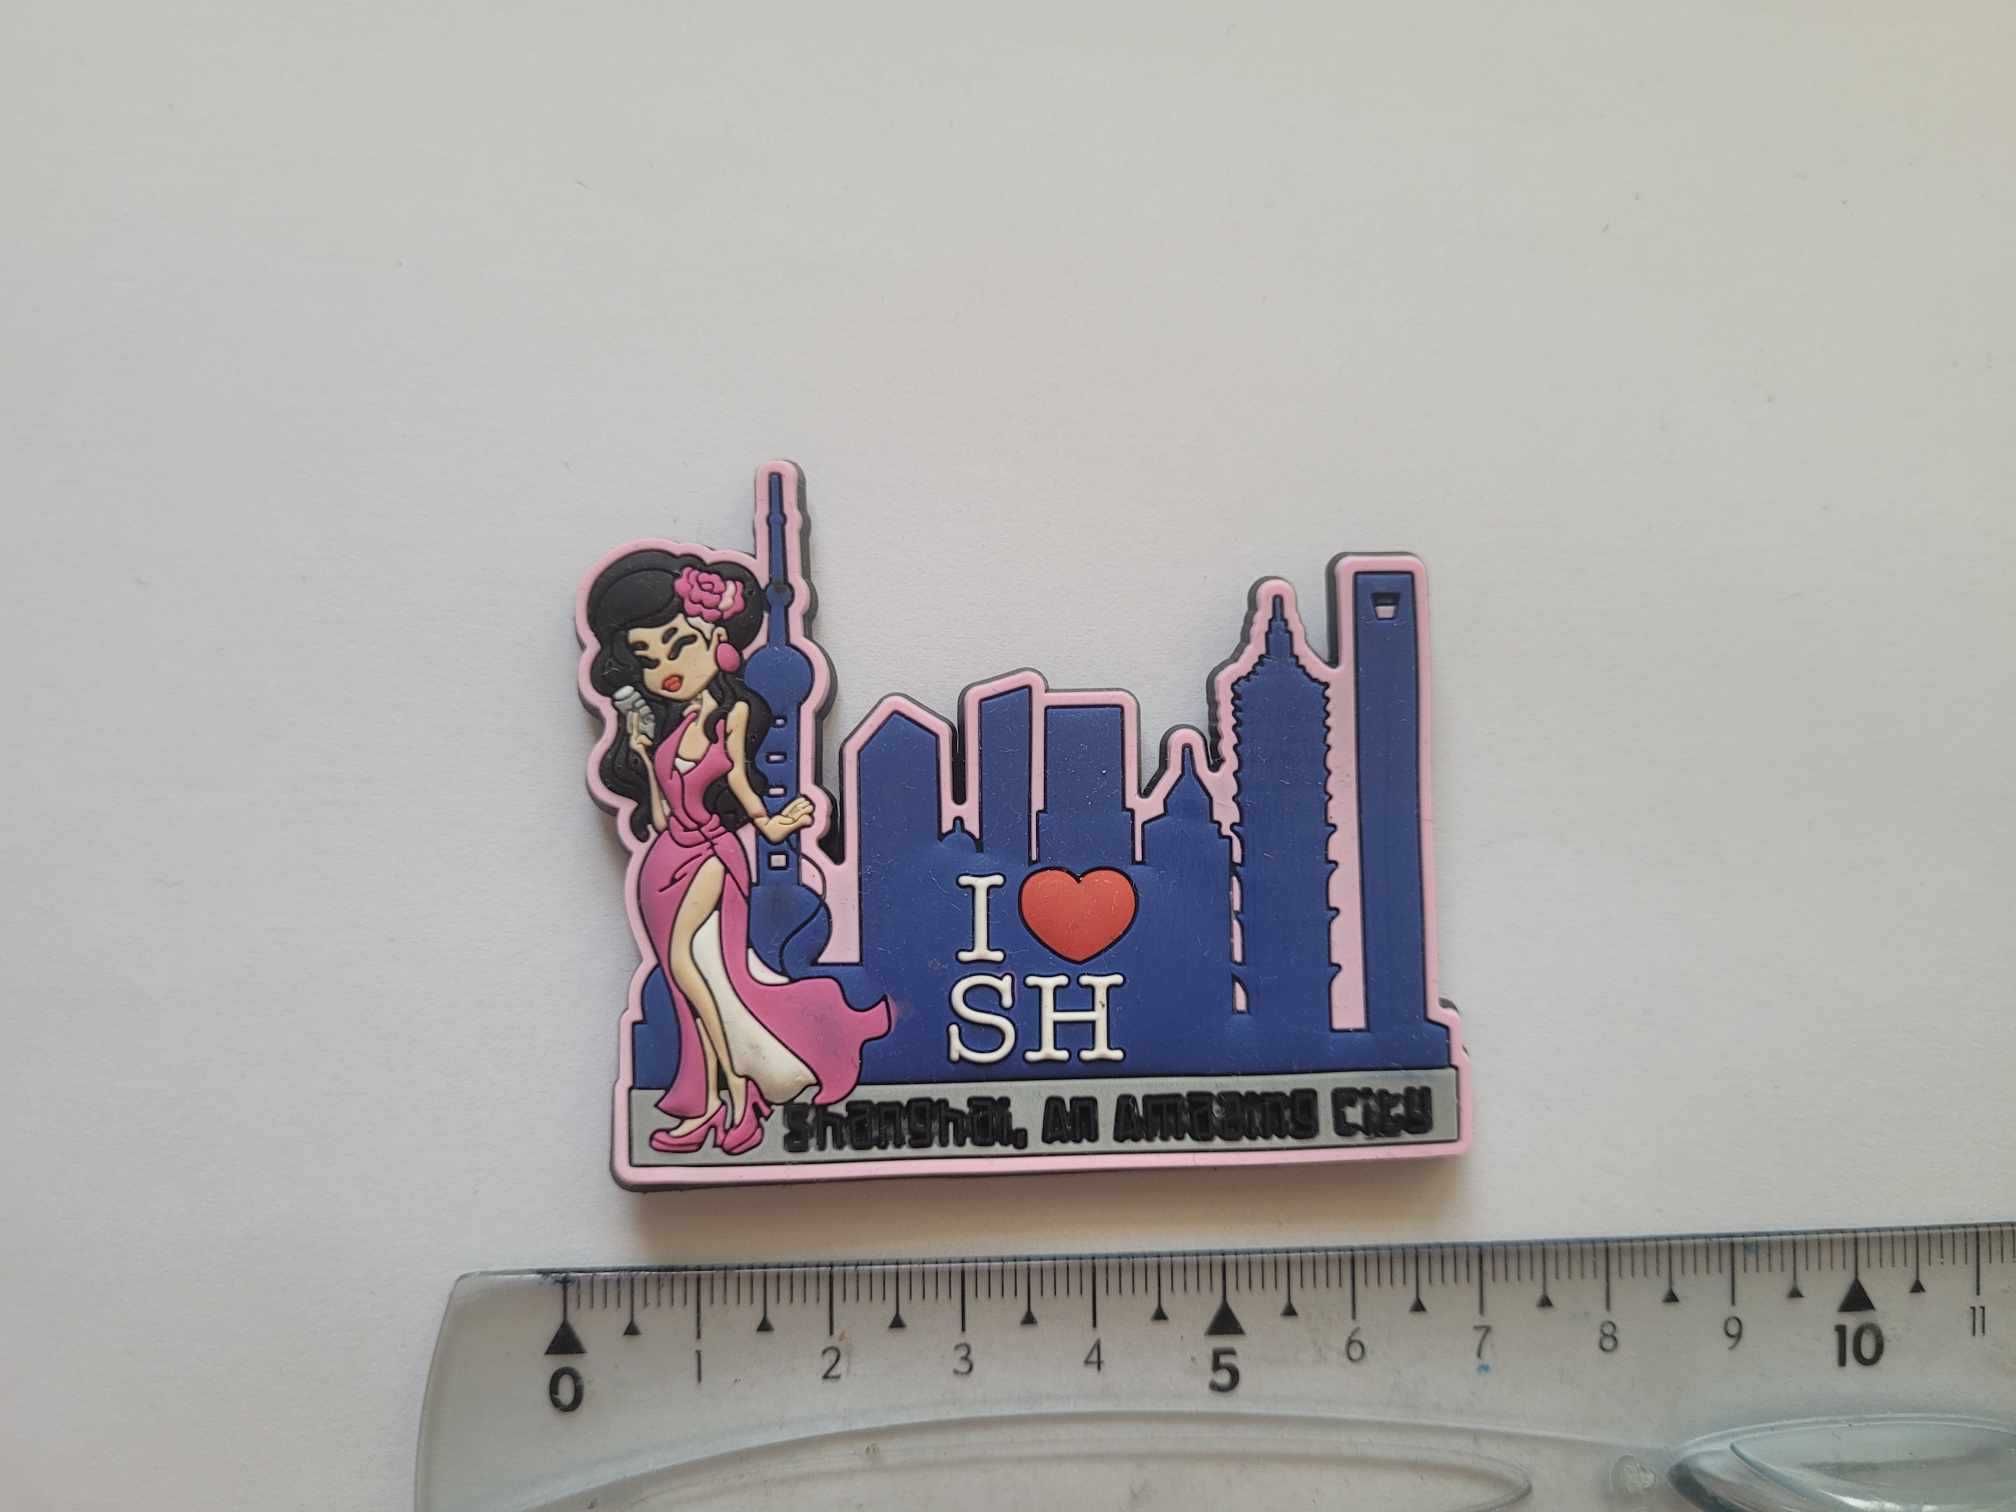 I ❤
SH
Shanghai, An Amazing City
0 1 2 3 4 5 6 7 8 9 10 11